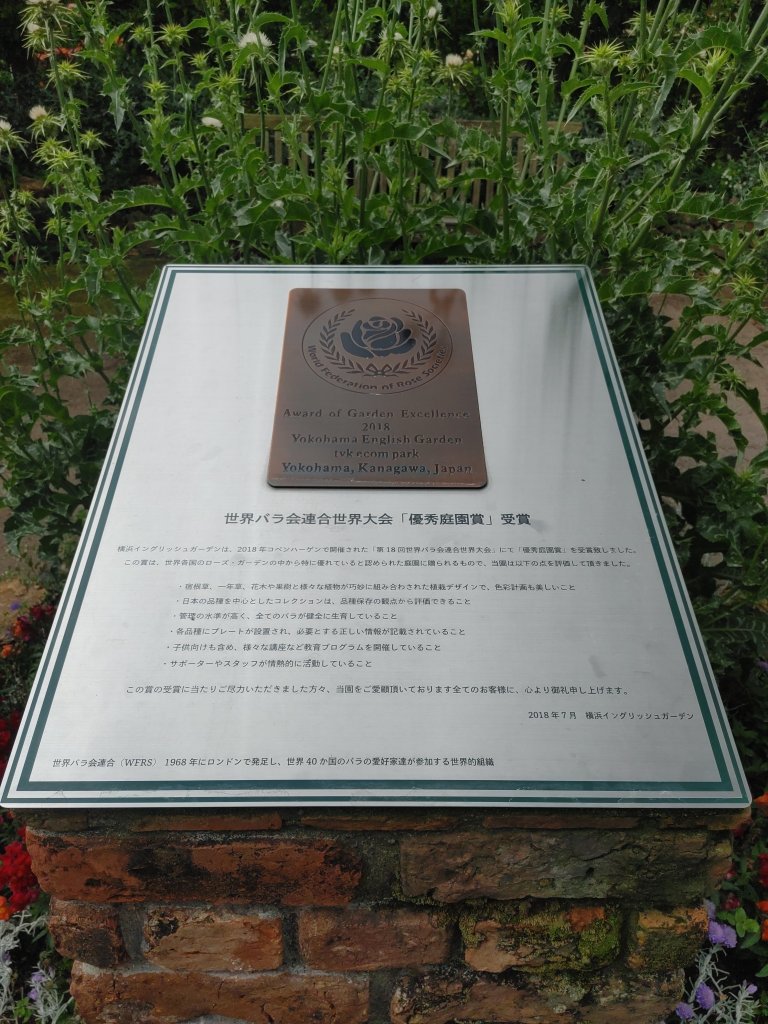 World Federation of Rose Societies
Award of Garden Excellence
2018
Yokohama English Garden
tvk ecom park
Yokohama, Kanagawa, Japan
世界バラ会連合世界大会「優秀庭園賞」受賞
横浜イングリッシュガーデンは、2018年コペンハーゲンで開催された「第18回世界バラ会連合世界大会」にて「優秀庭園賞」を受賞致しました。
この賞は、世界各国のローズ・ガーデンの中から特に優れていると認められた庭園に贈られるもので、当園は以下の点を評価して頂きました。
・宿根草、一年草、花木や果樹と様々な植物が巧妙に組み合わされた植栽デザインで、色彩計画も美しいこと
・日本の品種を中心としたコレクションは、品種保存の観点から評価できること
・管理の水準が高く、全てのバラが健全に生育していること
・各品種にプレートが設置され、必要とする正しい情報が記載されていること
・子供向けも含め、様々な講座など教育プログラムを開催していること
・サポーターやスタッフが情熱的に活動していること
この賞の受賞に当たりご尽力いただきました方々、当園をご愛顧頂いております全てのお客様に、心より御礼申し上げます。
2018年7月 横浜イングリッシュガーデン
世界バラ会連合（WFRS） 1968年にロンドンで発足し、世界40か国のバラの愛好家達が参加する世界的組織